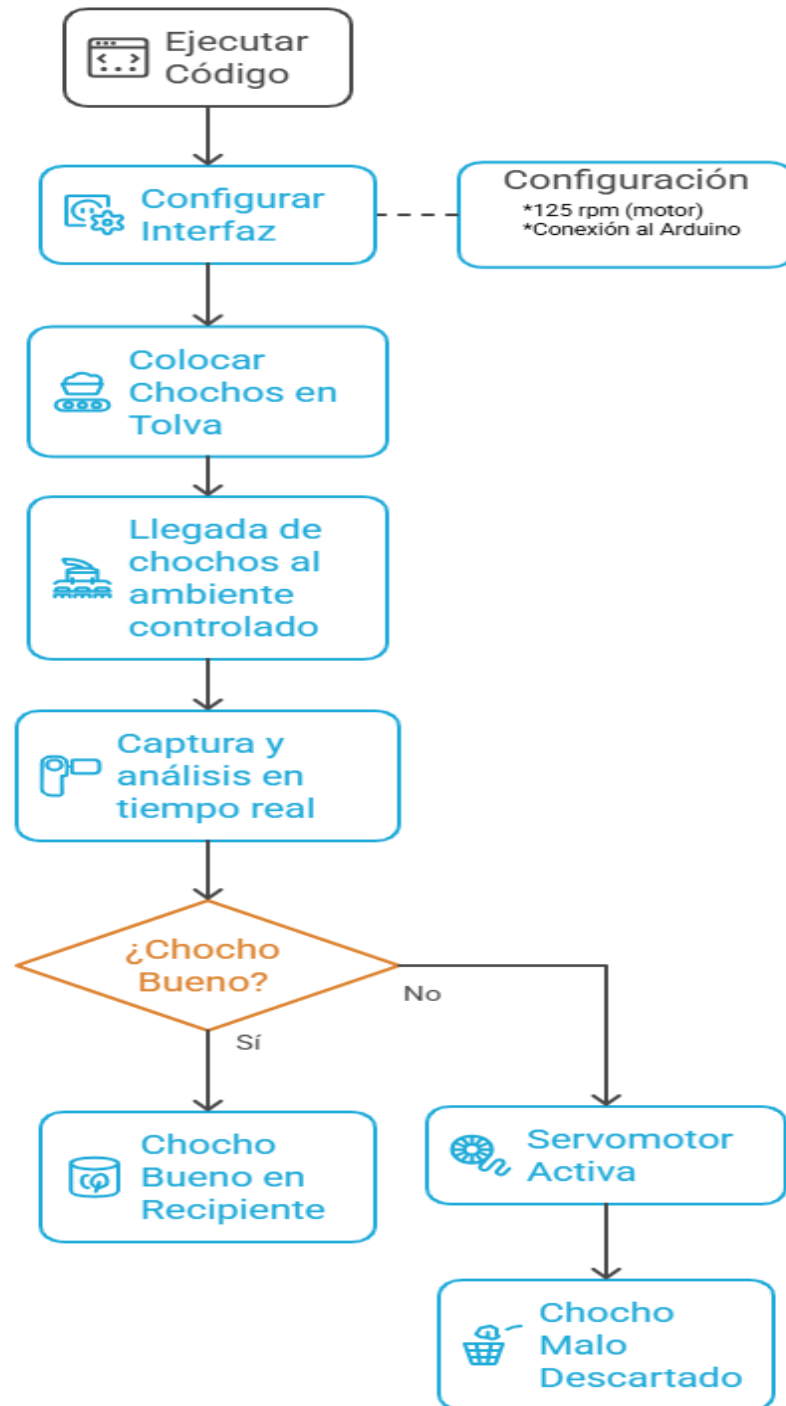 Ejecutar
Código
Configurar
Interfaz
Configuración
*125 rpm (motor)
*Conexión al Arduino
Colocar
Chochos en
Tolva
Llegada de
chochos al
ambiente
controlado
Captura y
análisis en
tiempo real
¿Chocho
Bueno?
No
Sí
Chocho
Bueno en
Recipiente
Servomotor
Activa
Chocho
Malo
Descartado